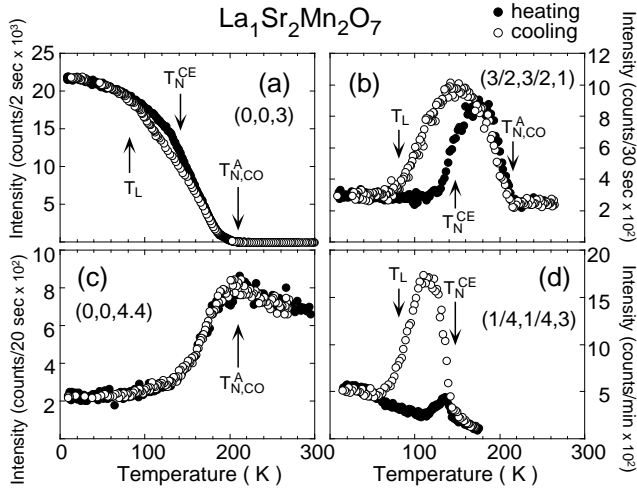 La1Sr2Mn2O7
● heating
○ cooling
Intensity (counts/2 sec x 10³)
25
20
15
10
5
(a)
(0,0,3)
T_N^CE
T_L
T_N,CO^A
(b)
(3/2,3/2,1)
T_L
T_N,CO^A
T_N^CE
12
10
8
6
4
2
0
Intensity (counts/30 sec x 10²)
Intensity (counts/20 sec x 10²)
10
8
6
4
2
(c)
(0,0,4.4)
T_N,CO^A
(d)
(1/4,1/4,3)
T_L
T_N^CE
20
15
10
5
0
Intensity (counts/min x 10²)
0 100 200 300
Temperature ( K )
0 100 200 300
Temperature ( K )